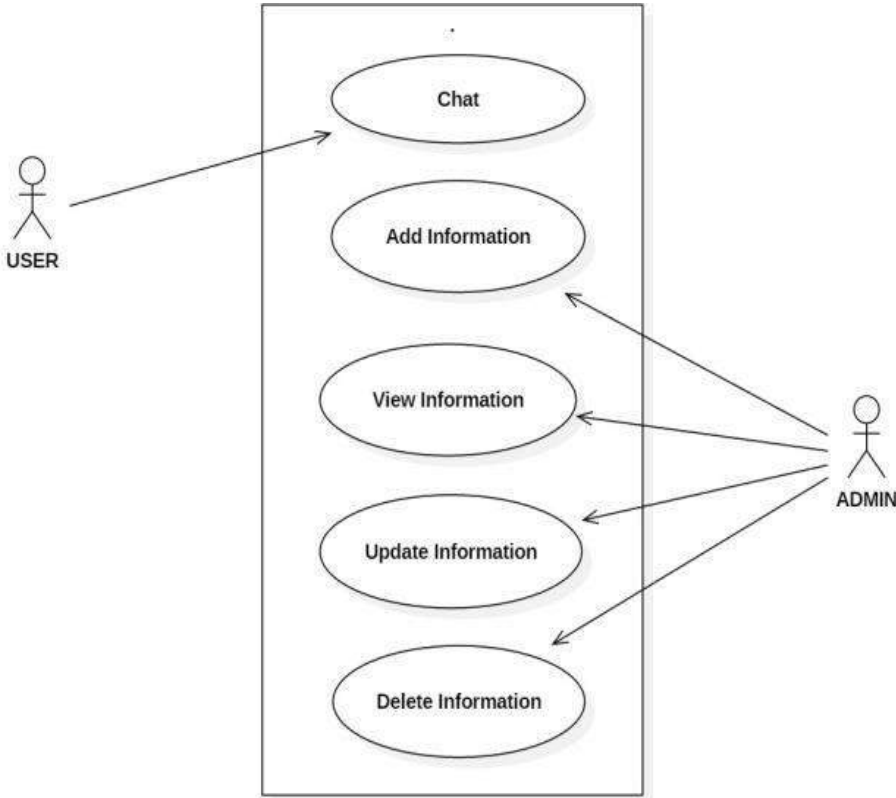 Chat
USER
Add Information
View Information
ADMIN
Update Information
Delete Information